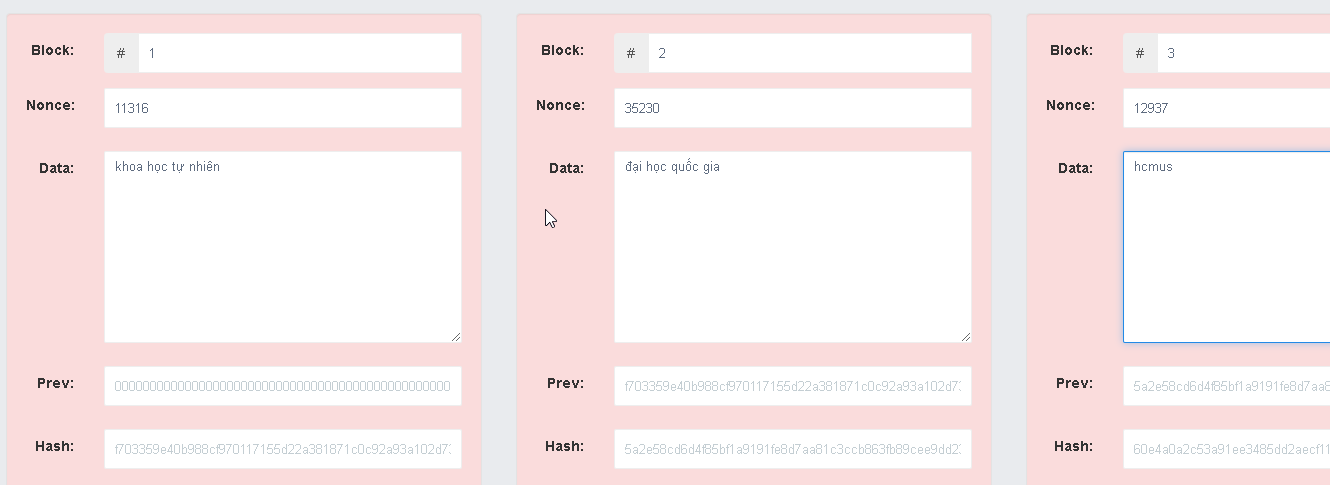 Block: # 1
Nonce: 11316
Data: khoa học tự nhiên
Prev: 000000000000000000000000000000000000000000000000
Hash: f703359e40b988cf970117155d22a381871c0c92a93a102d7
Block: # 2
Nonce: 35230
Data: đại học quốc gia
Prev: f703359e40b988cf970117155d22a381871c0c92a93a102d7
Hash: 5a2e58cd6d4f85bf1a9191fe8d7aa81c3ccb863fb89cee9dd2
Block: # 3
Nonce: 12937
Data: hcmus
Prev: 5a2e58cd6d4f85bf1a9191fe8d7aa8
Hash: 60e4a0a2c53a91ee3485dd2aecf11